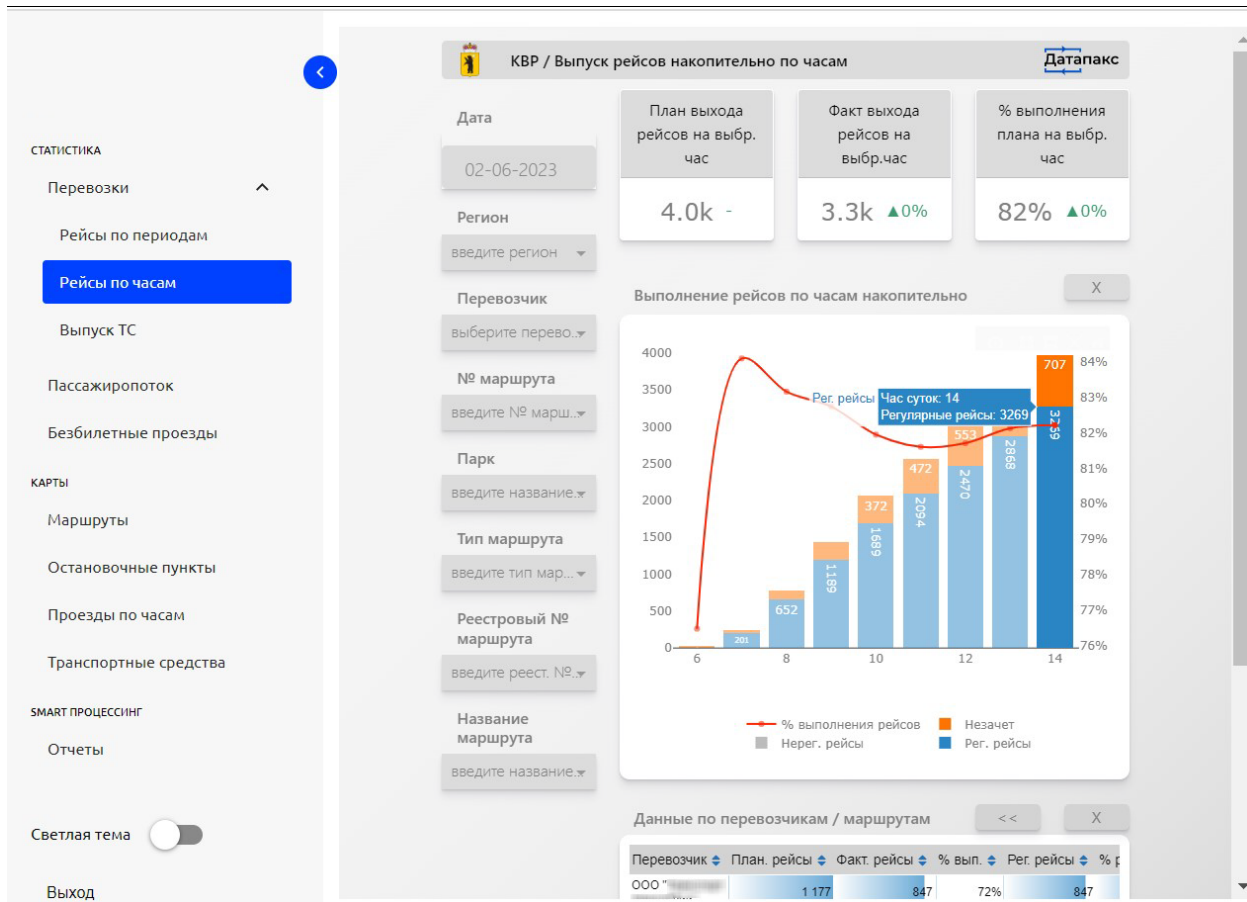 СТАТИСТИКА
Перевозки
Рейсы по периодам
Рейсы по часам
Выпуск ТС
Пассажиропоток
Безбилетные проезды
КАРТЫ
Маршруты
Остановочные пункты
Проезды по часам
Транспортные средства
SMART ПРОЦЕССИНГ
Отчеты
Светлая тема
Выход
КВР / Выпуск рейсов накопительно по часам
Датапакс
Дата
02-06-2023
Регион
введите регион
Перевозчик
выберите перево..
№ маршрута
введите № марш..
Парк
введите название.
Тип маршрута
введите тип мар...
Реестровый №
маршрута
введите реест. №..
Название
маршрута
введите название.
План выхода
рейсов на выбр.
час
4.0k -
Факт выхода
рейсов на
выбр.час
3.3k ▲0%
% выполнения
плана на выбр.
час
82% ▲0%
Выполнение рейсов по часам накопительно
X
4000
3500
3000
2500
2000
1500
1000
500
0
84%
83%
82%
81%
80%
79%
78%
77%
76%
6 8 10 12 14
201
652
1189
1689
372
2094
472
2470
553
2868
3269
707
Рег. рейсы
Час суток: 14
Регулярные рейсы: 3269
% выполнения рейсов
Незачет
Нерег. рейсы
Рег. рейсы
Данные по перевозчикам / маршрутам
<<
X
Перевозчик План. рейсы Факт. рейсы % вып. Рег. рейсы % р
ООО "
1 177 847 72% 847